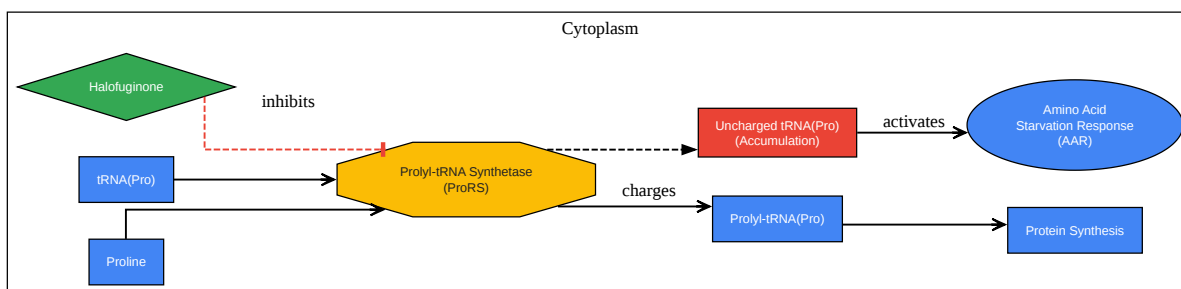 Cytoplasm
Halofuginone
inhibits
Uncharged tRNA(Pro)
(Accumulation)
activates
Amino Acid
Starvation Response
(AAR)
tRNA(Pro)
Prolyl-tRNA Synthetase
(ProRS)
charges
Prolyl-tRNA(Pro)
Protein Synthesis
Proline